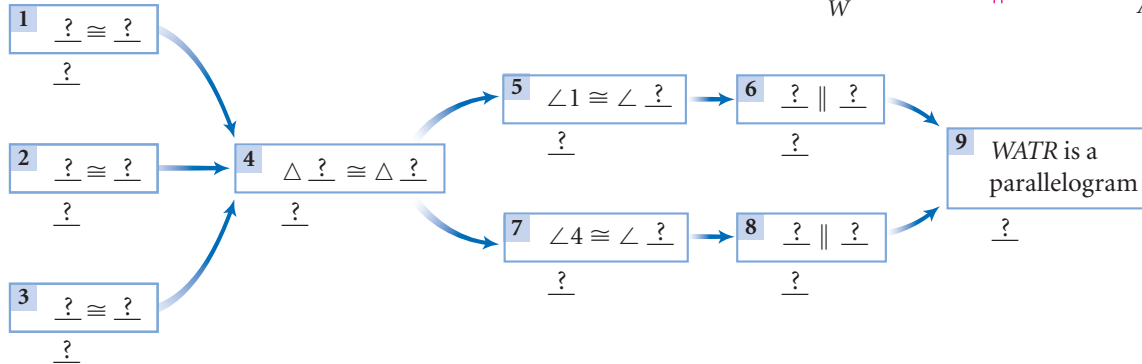 W
1 ? ≅ ?
?
2 ? ≅ ?
?
3 ? ≅ ?
?
4 △ ? ≅ △ ?
?
5 ∠1 ≅ ∠ ?
?
6 ? ∥ ?
?
7 ∠4 ≅ ∠ ?
?
8 ? ∥ ?
?
9 WATR is a
parallelogram
?